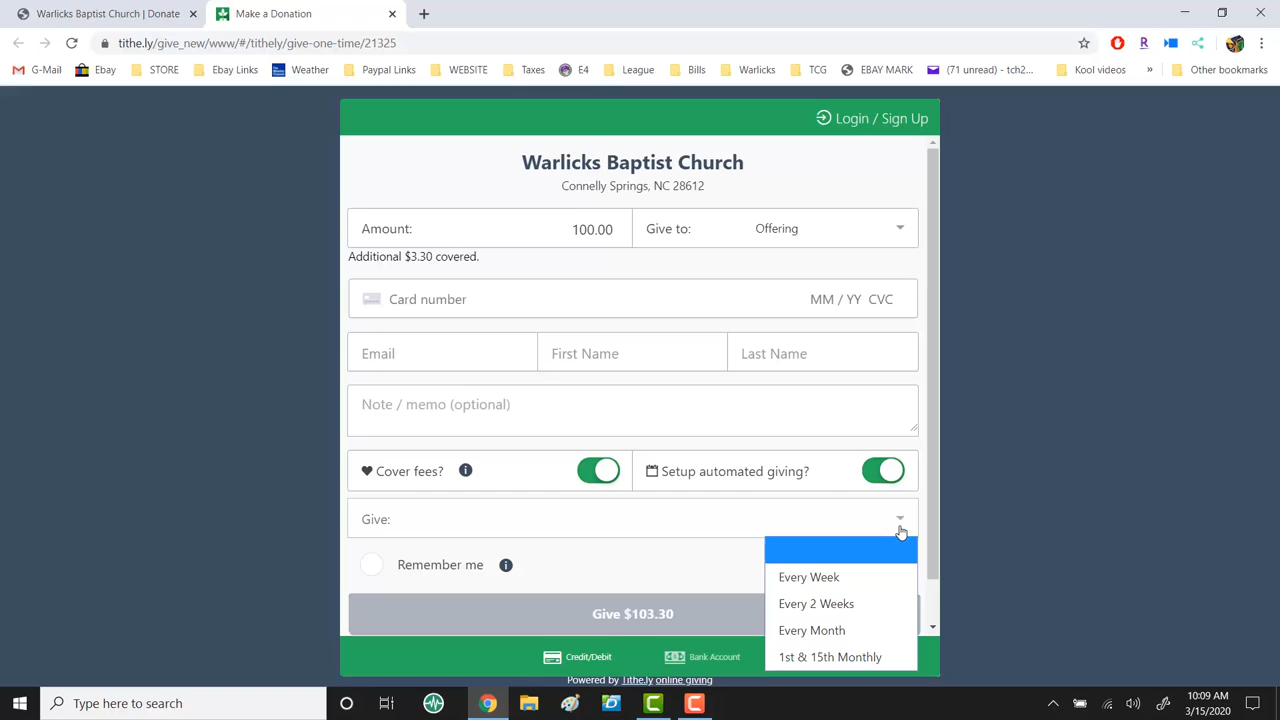 Warlicks Baptist Church | Donate
Make a Donation
tithe.ly/give_new/www/#/tithely/give-one-time/21325
G-Mail Ebay STORE Ebay Links Weather Paypal Links WEBSITE Taxes E4 League Bills Warlicks TCG EBAY MARK (71 unread) - tch2... Kool videos » Other bookmarks
Login / Sign Up
Warlicks Baptist Church
Connelly Springs, NC 28612
Amount: 100.00 Give to: Offering
Additional $3.30 covered.
Card number MM / YY CVC
Email First Name Last Name
Note / memo (optional)
Cover fees? Setup automated giving?
Give:
Every Week
Every 2 Weeks
Every Month
1st & 15th Monthly
Remember me
Give $103.30
Credit/Debit Bank Account
Powered by Tithe.ly online giving
Type here to search
10:09 AM
3/15/2020